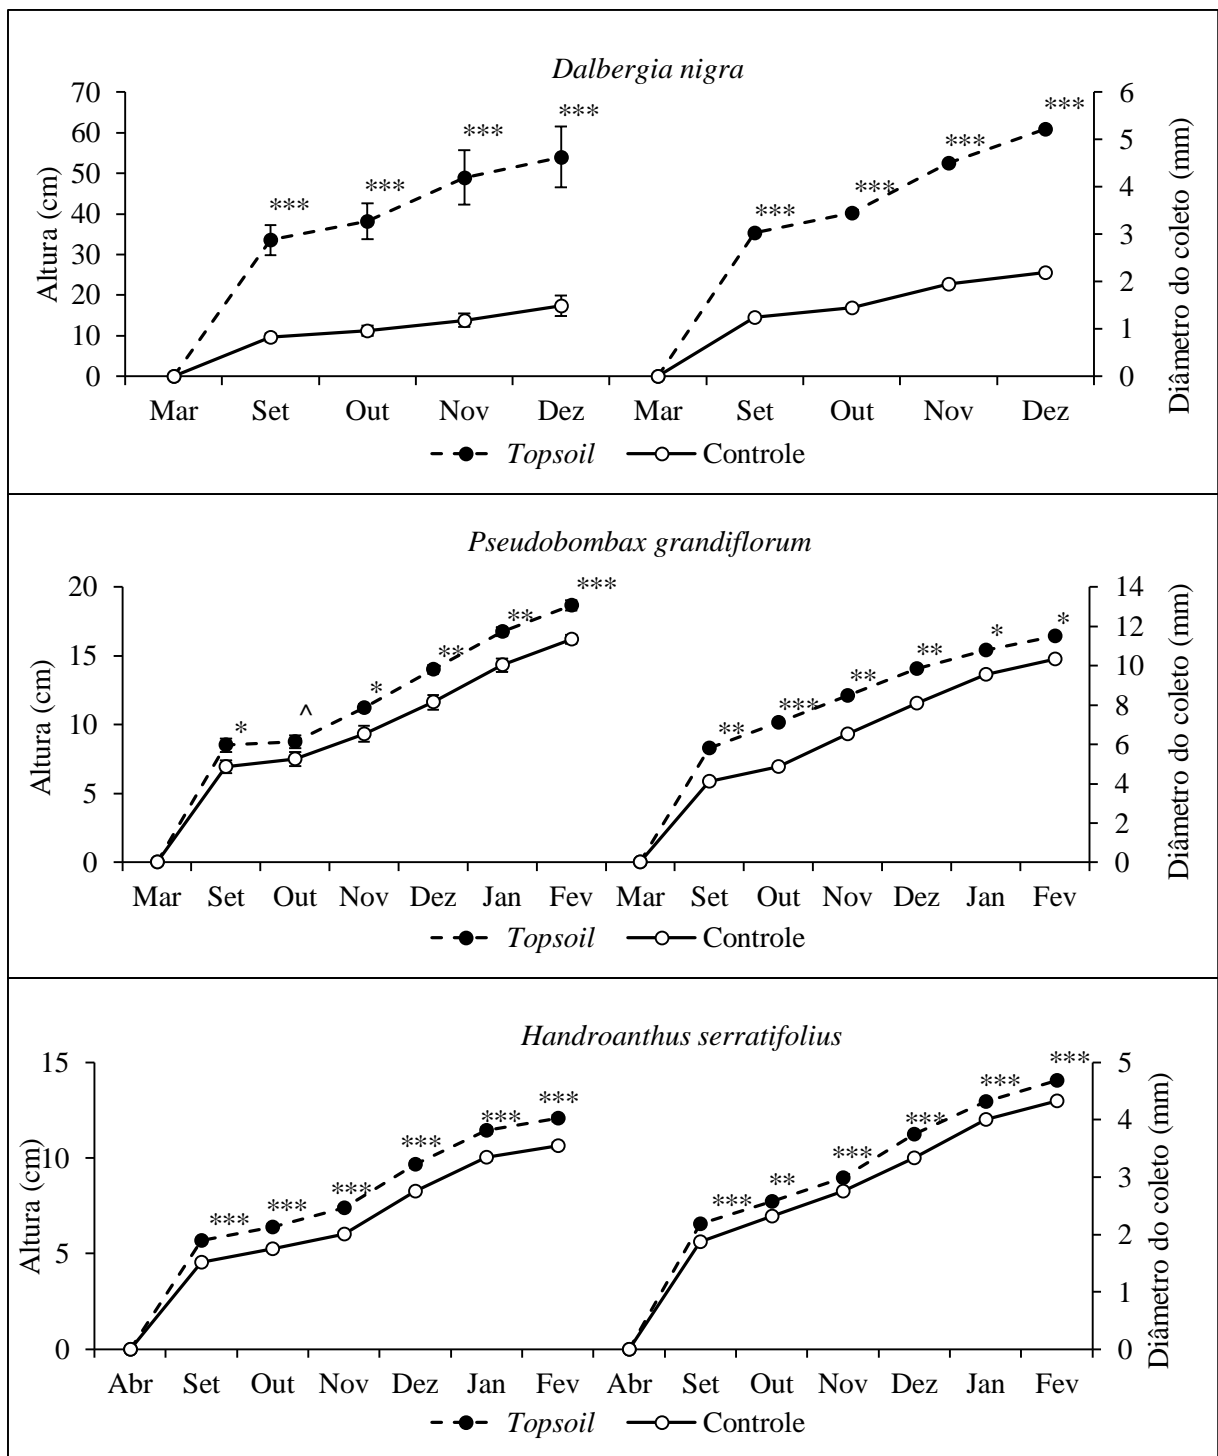 Dalbergia nigra
70
60
50
40
30
20
10
0
Altura (cm)
*** *** *** ***
*** *** *** ***
6
5
4
3
2
1
0
Diâmetro do coleto (mm)
Mar Set Out Nov Dez Mar Set Out Nov Dez
Topsoil Controle
Pseudobombax grandiflorum
20
15
10
5
0
Altura (cm)
* ^ * ** ** ***
** *** ** ** * *
14
12
10
8
6
4
2
0
Diâmetro do coleto (mm)
Mar Set Out Nov Dez Jan Fev Mar Set Out Nov Dez Jan Fev
Topsoil Controle
Handroanthus serratifolius
15
10
5
0
Altura (cm)
*** *** *** *** *** ***
*** ** *** *** *** ***
5
4
3
2
1
0
Diâmetro do coleto (mm)
Abr Set Out Nov Dez Jan Fev Abr Set Out Nov Dez Jan Fev
Topsoil Controle